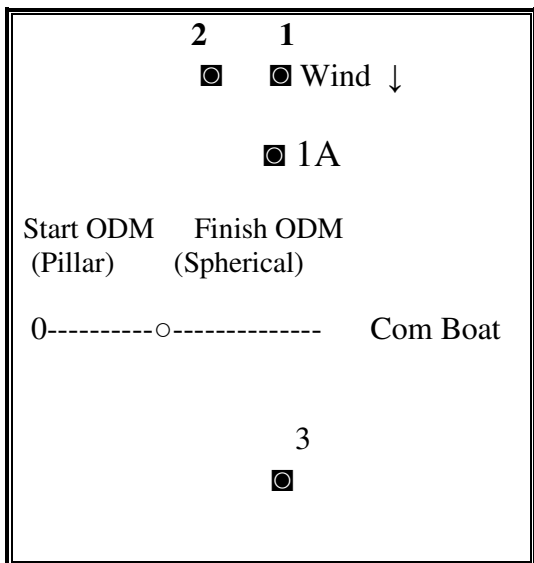 2 1
◙ ◙ Wind ↓
◙ 1A
Start ODM Finish ODM
(Pillar) (Spherical)
0----------○-------------- Com Boat
3
◙